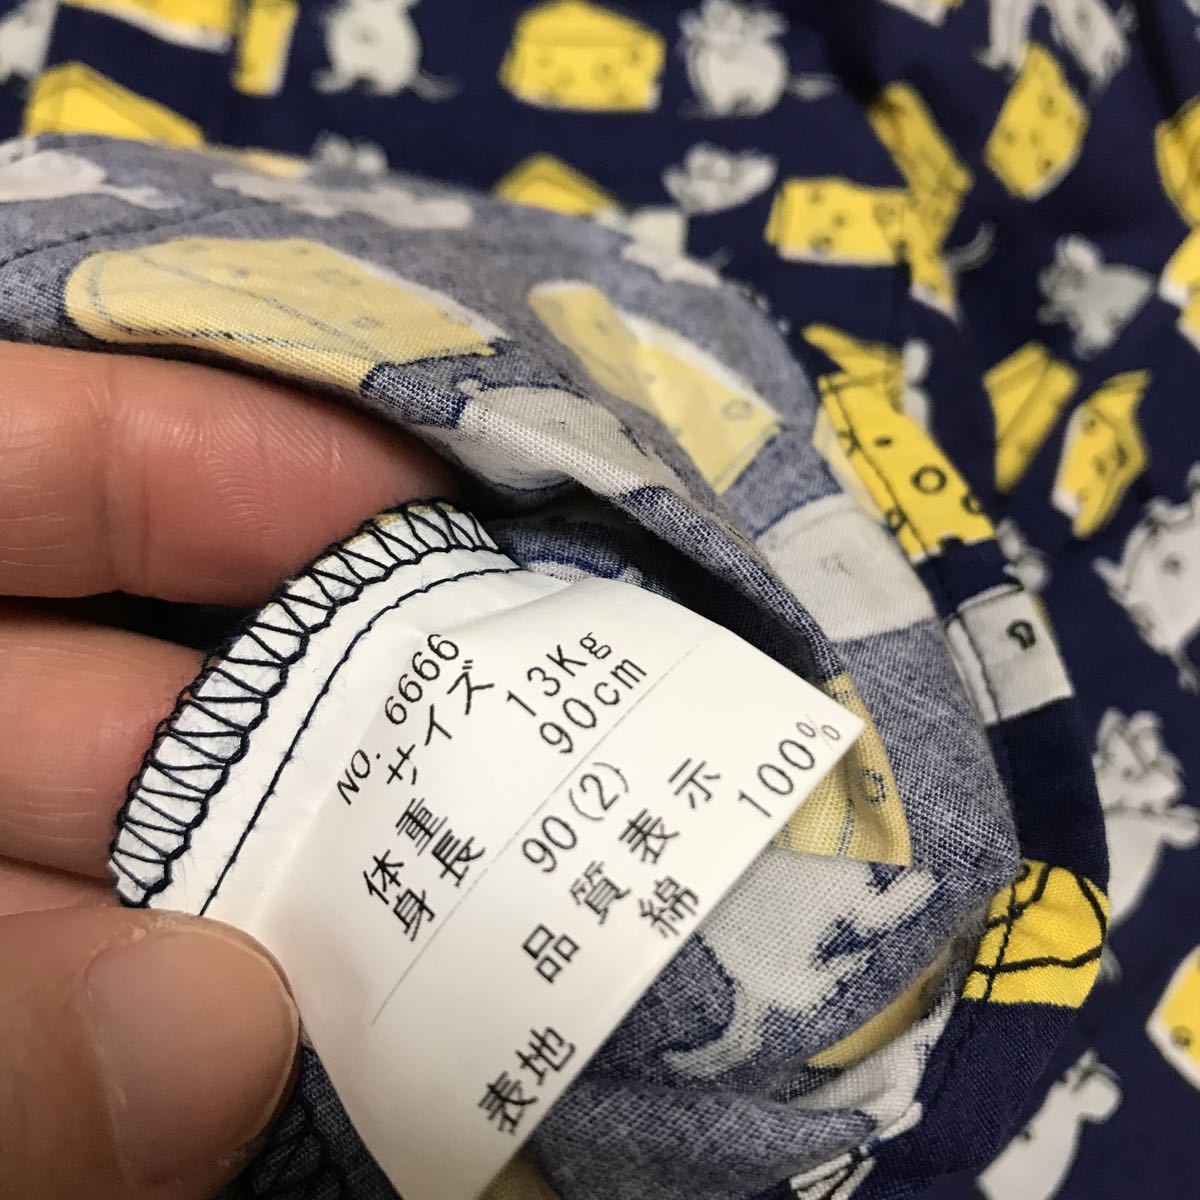 NO. 6666
サイズ
体重 13Kg
身長 90cm
90(2)
品質表示
表地 綿 100%